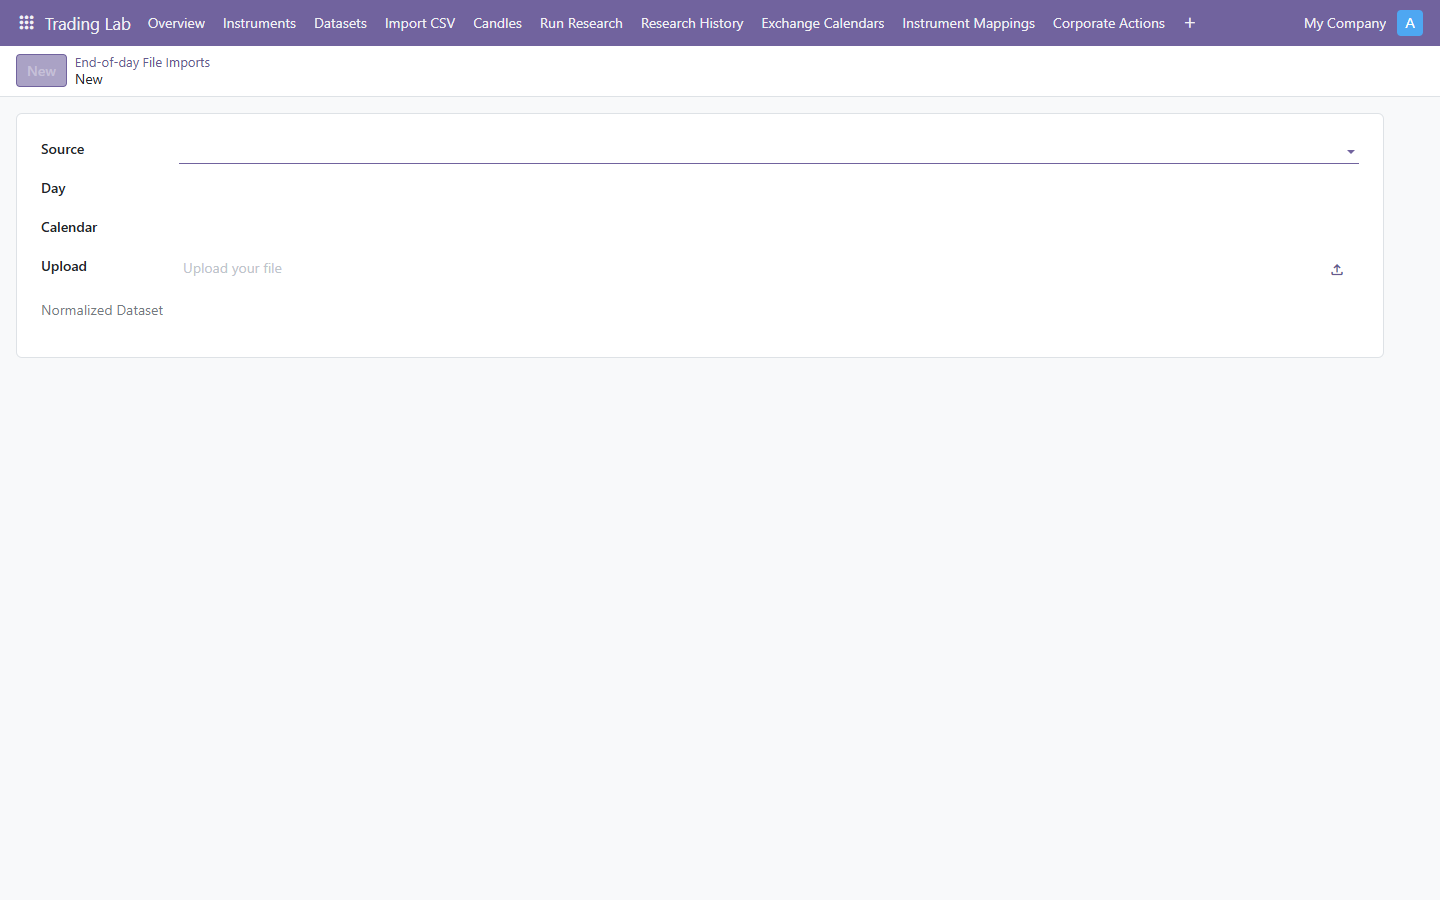 Trading Lab Overview Instruments Datasets Import CSV Candles Run Research Research History Exchange Calendars Instrument Mappings Corporate Actions + My Company A
New
End-of-day File Imports
New
Source
Day
Calendar
Upload Upload your file
Normalized Dataset